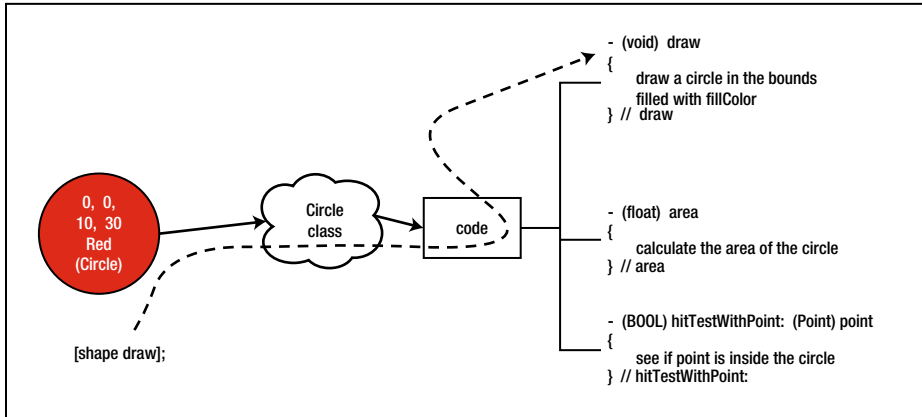 0, 0,
10, 30
Red
(Circle)
[shape draw];
Circle
class
code
- (void) draw
{
draw a circle in the bounds
filled with fillColor
} // draw
- (float) area
{
calculate the area of the circle
} // area
- (BOOL) hitTestWithPoint: (Point) point
{
see if point is inside the circle
} // hitTestWithPoint: